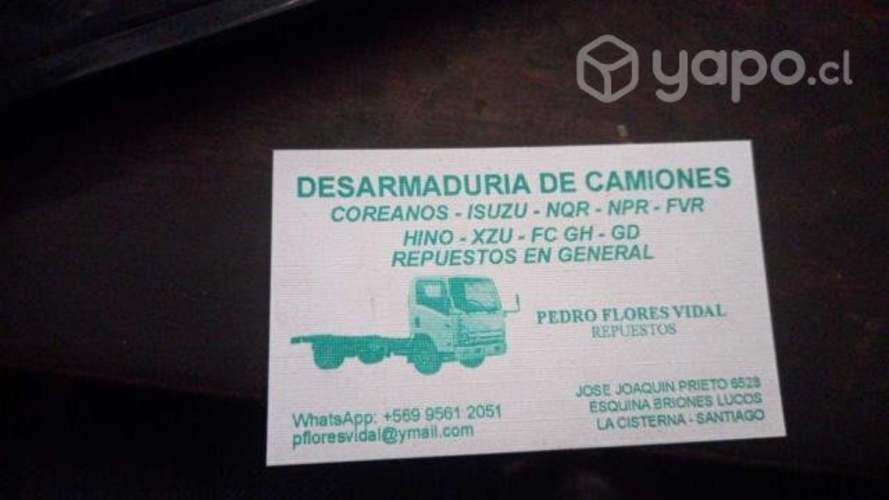 yapo.cl
DESARMADURIA DE CAMIONES
COREANOS - ISUZU - NQR - NPR - FVR
HINO - XZU - FC GH - GD
REPUESTOS EN GENERAL
PEDRO FLORES VIDAL
REPUESTOS
WhatsApp: +569 9561 2051
pfloresvidal@ymail.com
JOSE JOAQUIN PRIETO 6528
ESQUINA BRIONES LUCOS
LA CISTERNA - SANTIAGO